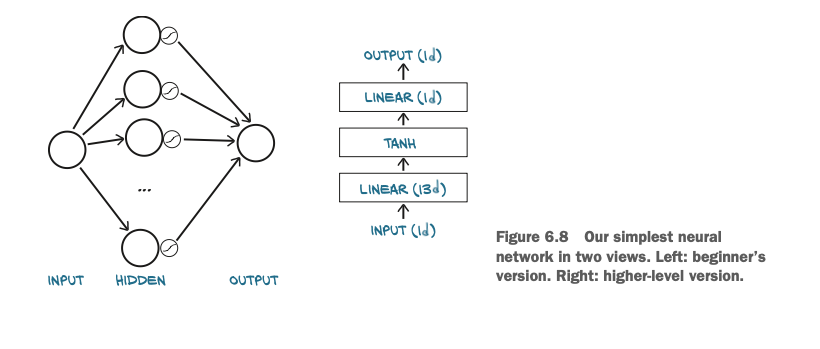 ...
INPUT
HIDDEN
OUTPUT
OUTPUT (1d)
LINEAR (1d)
TANH
LINEAR (13d)
INPUT (1d)
Figure 6.8 Our simplest neural
network in two views. Left: beginner's
version. Right: higher-level version.